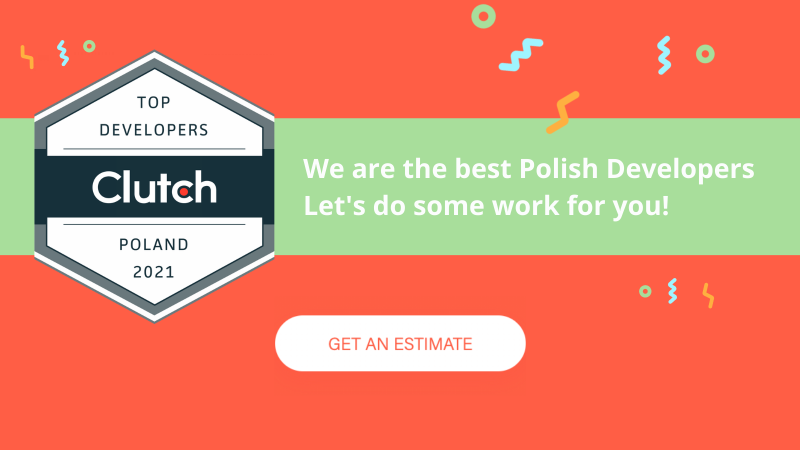 TOP
DEVELOPERS
Clutch
POLAND
2021
We are the best Polish Developers
Let's do some work for you!
GET AN ESTIMATE